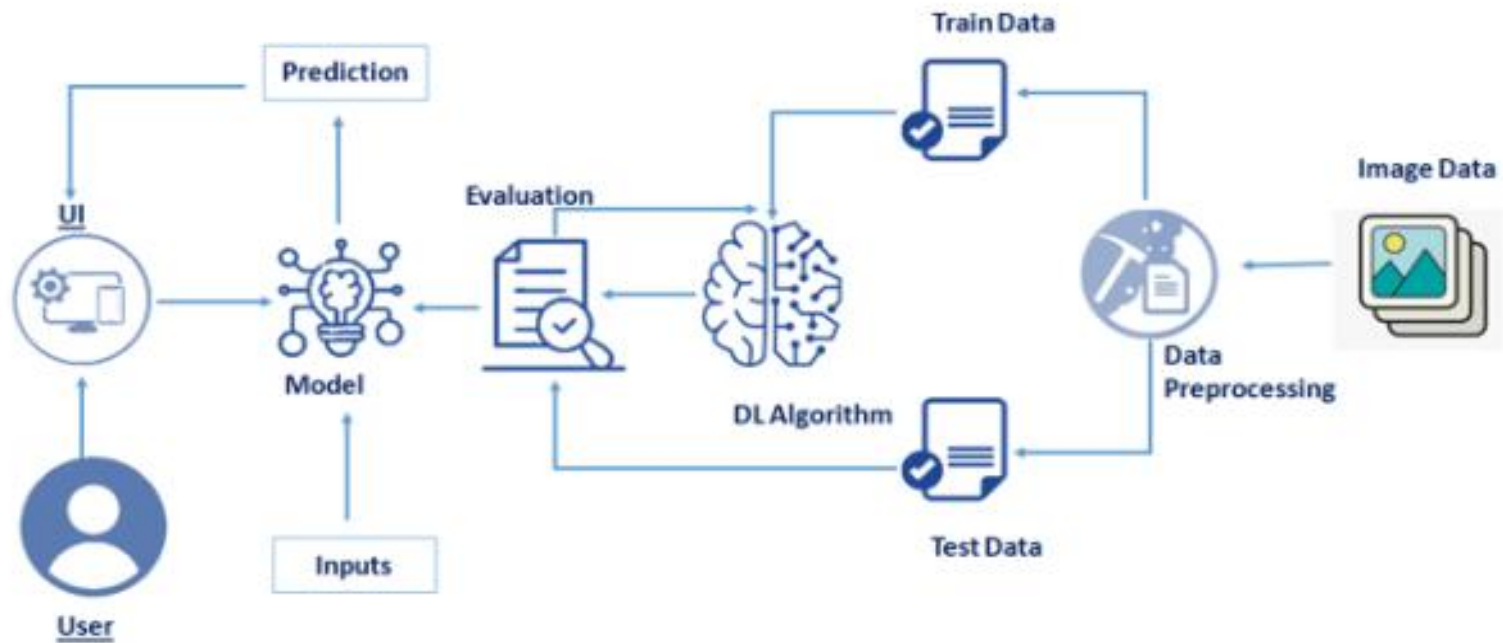 Train Data
Prediction
Image Data
Evaluation
UI
Data
Preprocessing
Model
DL Algorithm
Test Data
Inputs
User